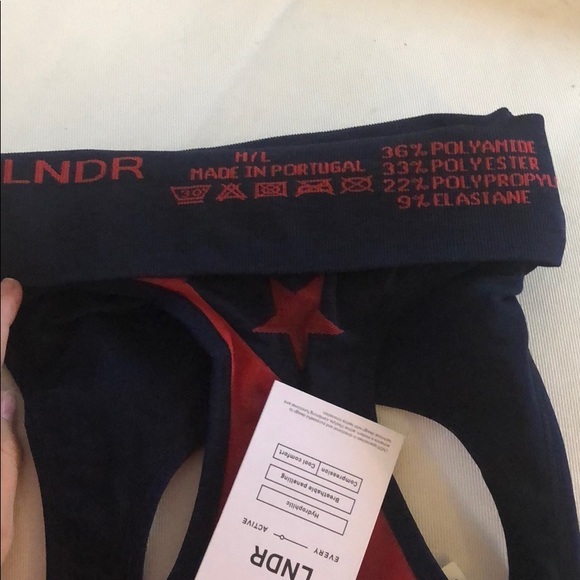 LNDR
M/L
MADE IN PORTUGAL
30
36% POLYAMIDE
33% POLYESTER
22% POLYPROPYL
9% ELASTANE
LNDR
EVERY ACTIVE
Hydrophilic
Breathable panelling
Compression Cool comfort